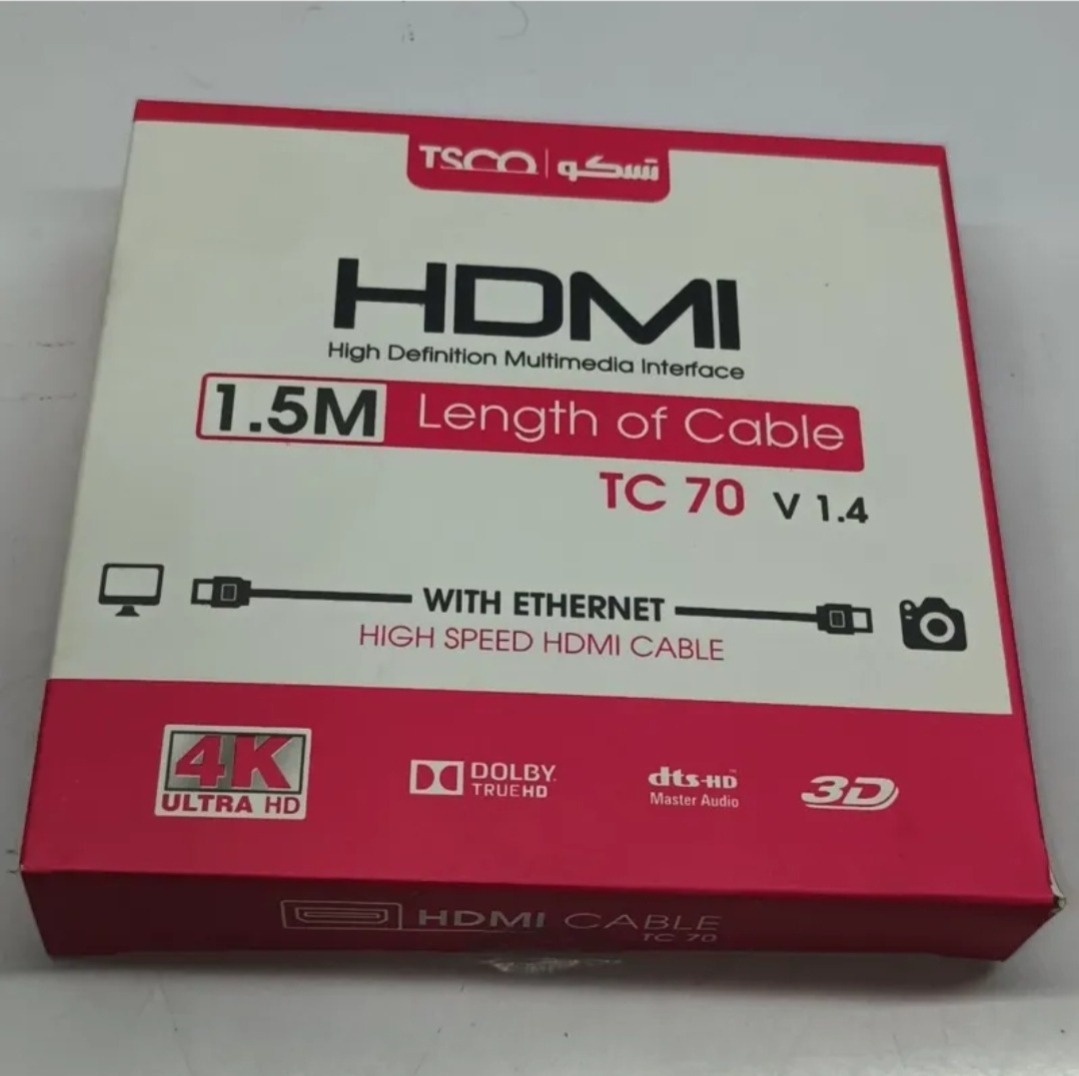 TSCO | تسكو
HDMI
High Definition Multimedia Interface
1.5M Length of Cable
TC 70 V 1.4
WITH ETHERNET
HIGH SPEED HDMI CABLE
4K
ULTRA HD
DOLBY
TRUEHD
dts-HD
Master Audio
3D
HDMI CABLE
TC 70